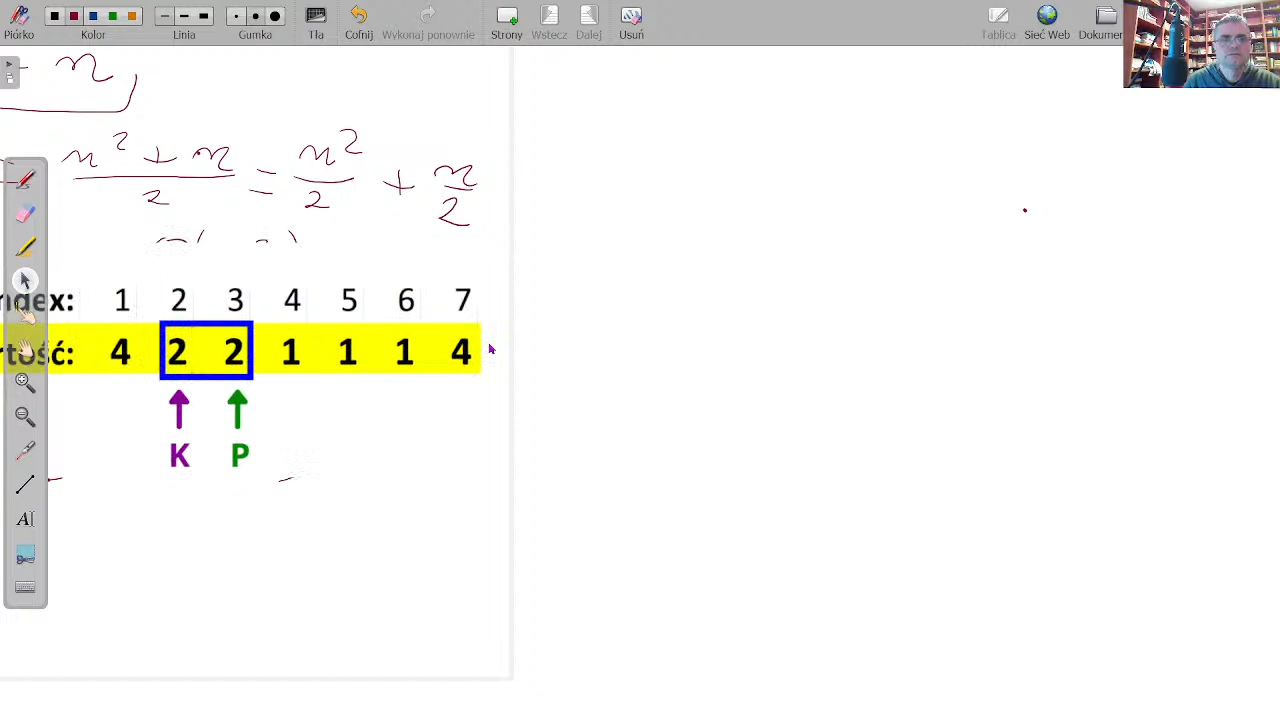 Piórko Kolor Linia Gumka Tła Cofnij Wykonaj ponownie Strony Wstecz Dalej Usuń Tablica Sieć Web Dokumen
- n
n² + n / 2 = n² / 2 + n / 2
ndex: 1 2 3 4 5 6 7
rtość: 4 2 2 1 1 1 4
K P